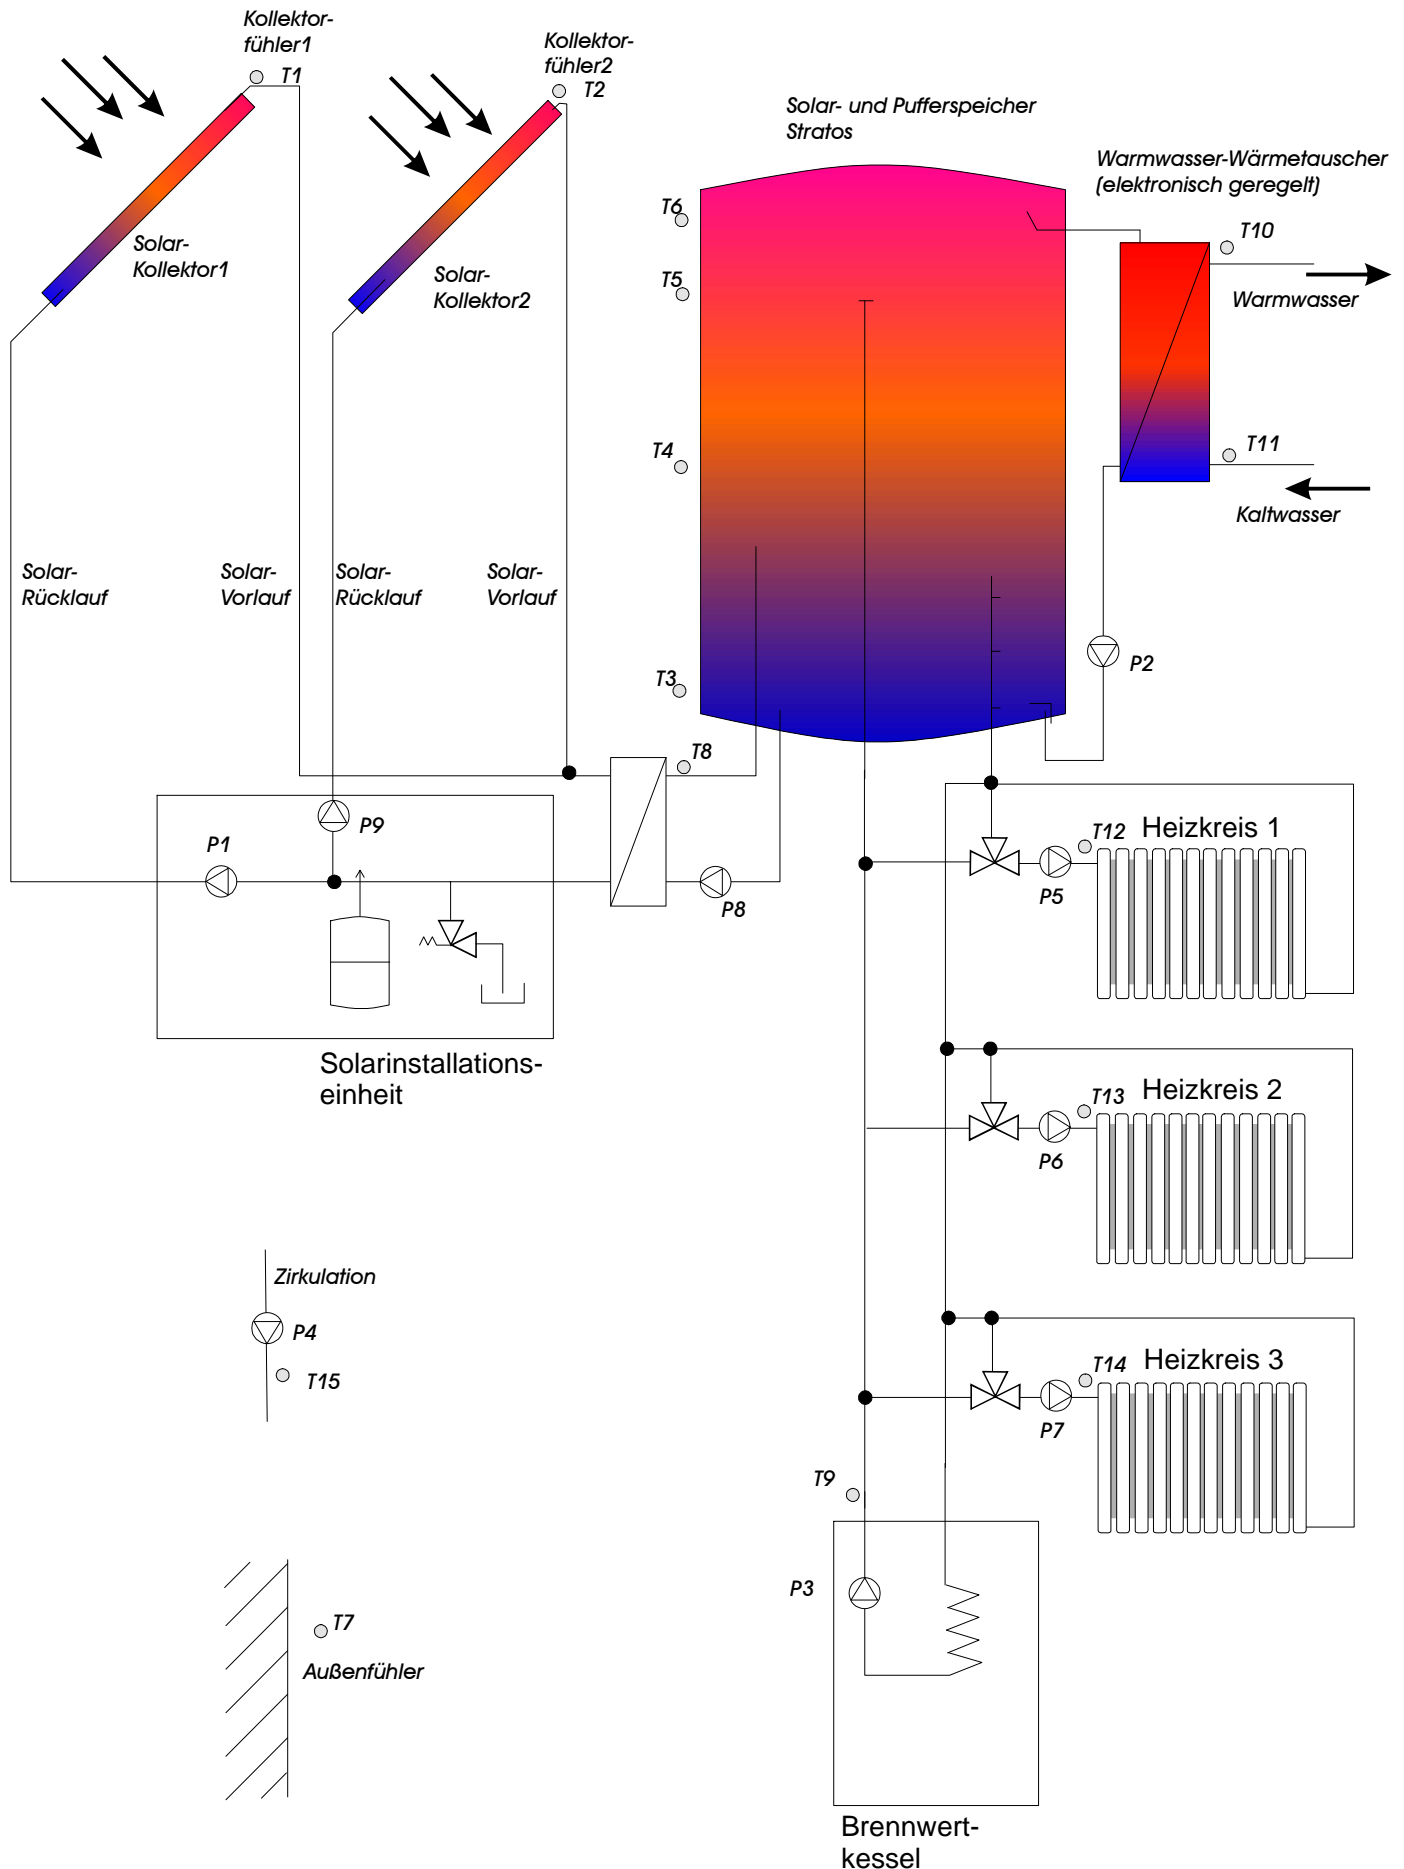 Kollektor-
fühler1
T1
Kollektor-
fühler2
T2
Solar- und Pufferspeicher
Stratos
Warmwasser-Wärmetauscher
(elektronisch geregelt)
T6
T10
Solar-
Kollektor1
Solar-
Kollektor2
T5
Warmwasser
T4
T11
Kaltwasser
Solar-
Rücklauf
Solar-
Vorlauf
Solar-
Rücklauf
Solar-
Vorlauf
P2
T3
T8
P9
P1
P8
T12
Heizkreis 1
P5
Solarinstallations-
einheit
T13
Heizkreis 2
P6
Zirkulation
P4
T15
T14
Heizkreis 3
P7
T9
P3
T7
Außenfühler
Brennwert-
kessel